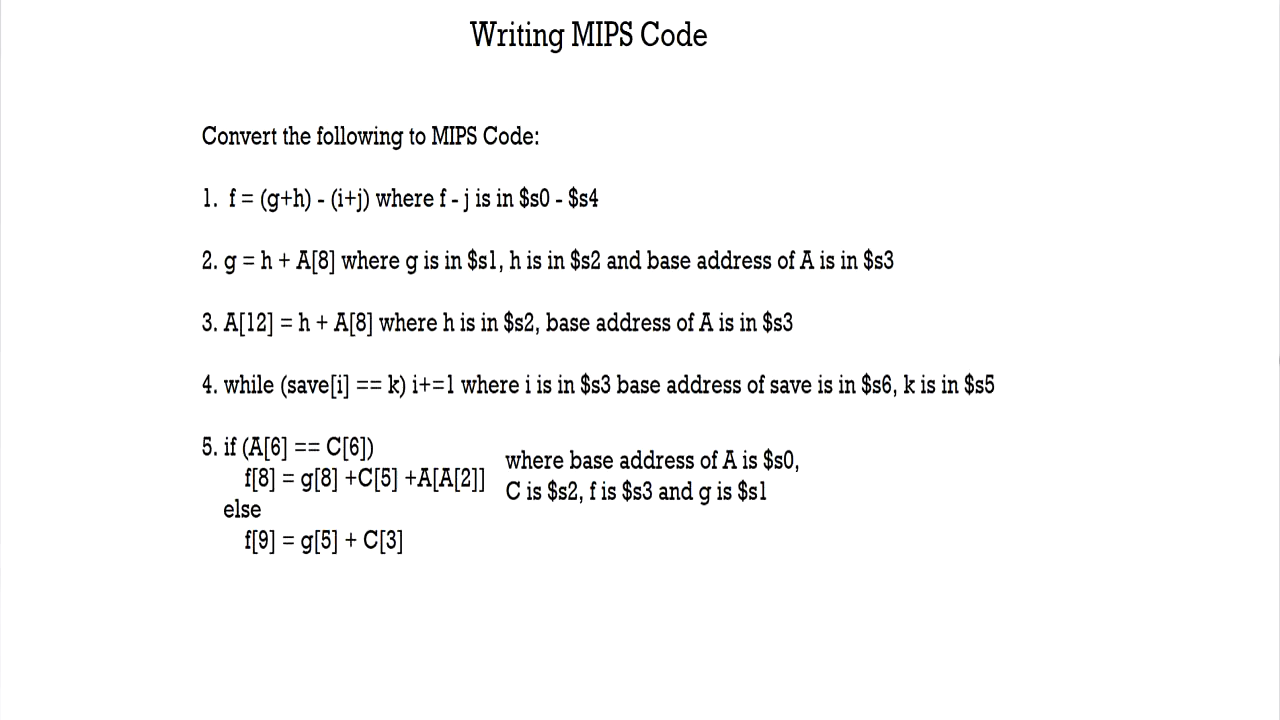 Writing MIPS Code
Convert the following to MIPS Code:
1. f = (g+h) - (i+j) where f - j is in $s0 - $s4
2. g = h + A[8] where g is in $s1, h is in $s2 and base address of A is in $s3
3. A[12] = h + A[8] where h is in $s2, base address of A is in $s3
4. while (save[i] == k) i+=1 where i is in $s3 base address of save is in $s6, k is in $s5
5. if (A[6] == C[6])
f[8] = g[8] +C[5] +A[A[2]]
else
f[9] = g[5] + C[3]
where base address of A is $s0,
C is $s2, f is $s3 and g is $s1